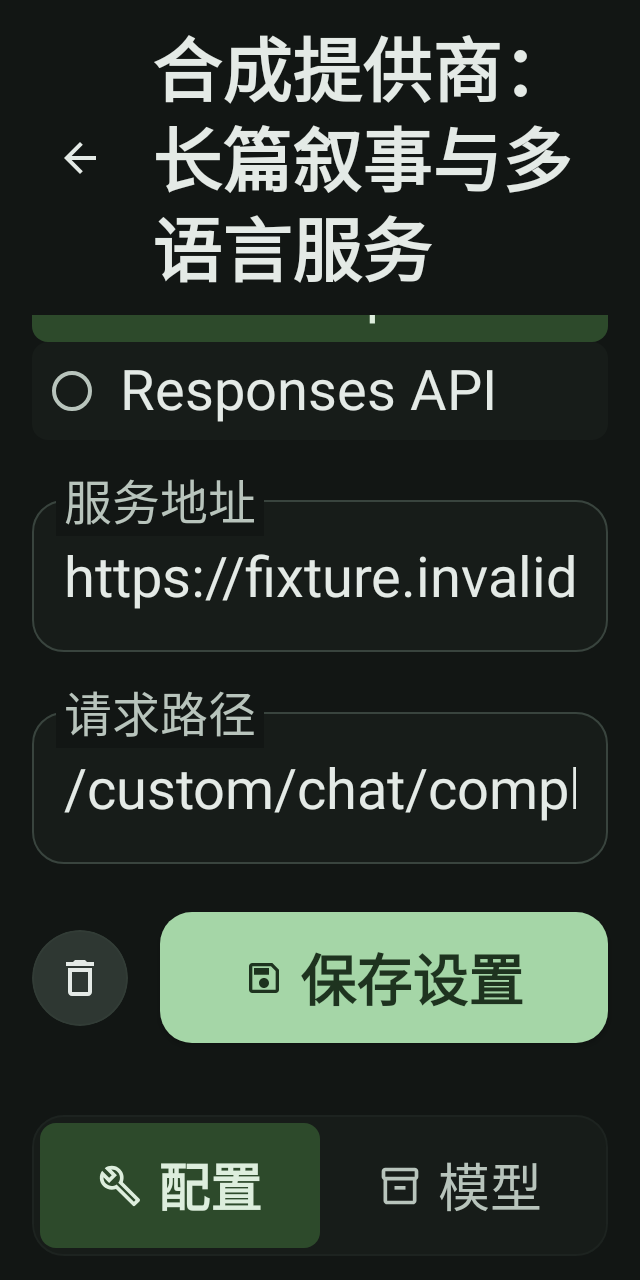 合成提供商：
长篇叙事与多
语言服务
Responses API
服务地址
https://fixture.invalid
请求路径
/custom/chat/compl
保存设置
配置
模型